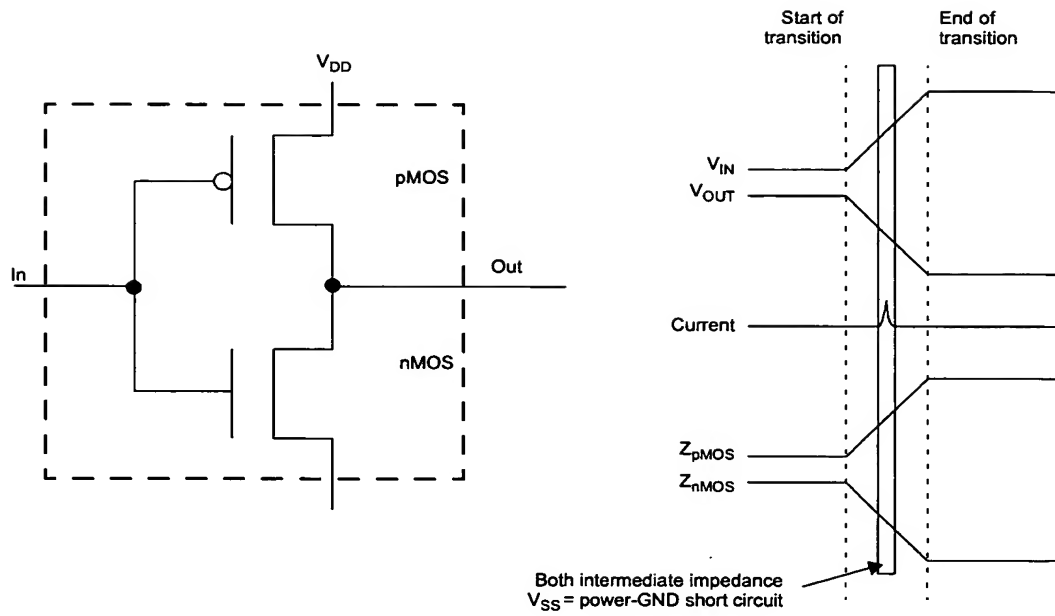 V_DD
pMOS
In
Out
nMOS
Start of
transition
End of
transition
V_IN
V_OUT
Current
Z_pMOS
Z_nMOS
Both intermediate impedance
V_SS = power-GND short circuit